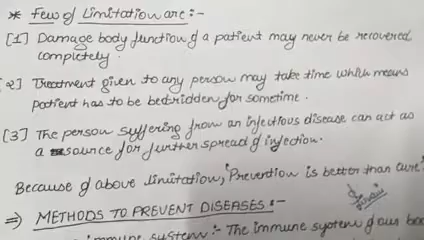 * Few of Limitation are :-
[1] Damage body function of a patient may never be recovered
completely.
2] Treatment given to any person may take time which means
patient has to be bedridden for sometime.
[3] The person suffering from an infectious disease can act as
a source for further spread of infection.
Because of above limitation, "Prevention is better than cure"
⇒ METHODS TO PREVENT DISEASES :-
immune system :- The immune system of our